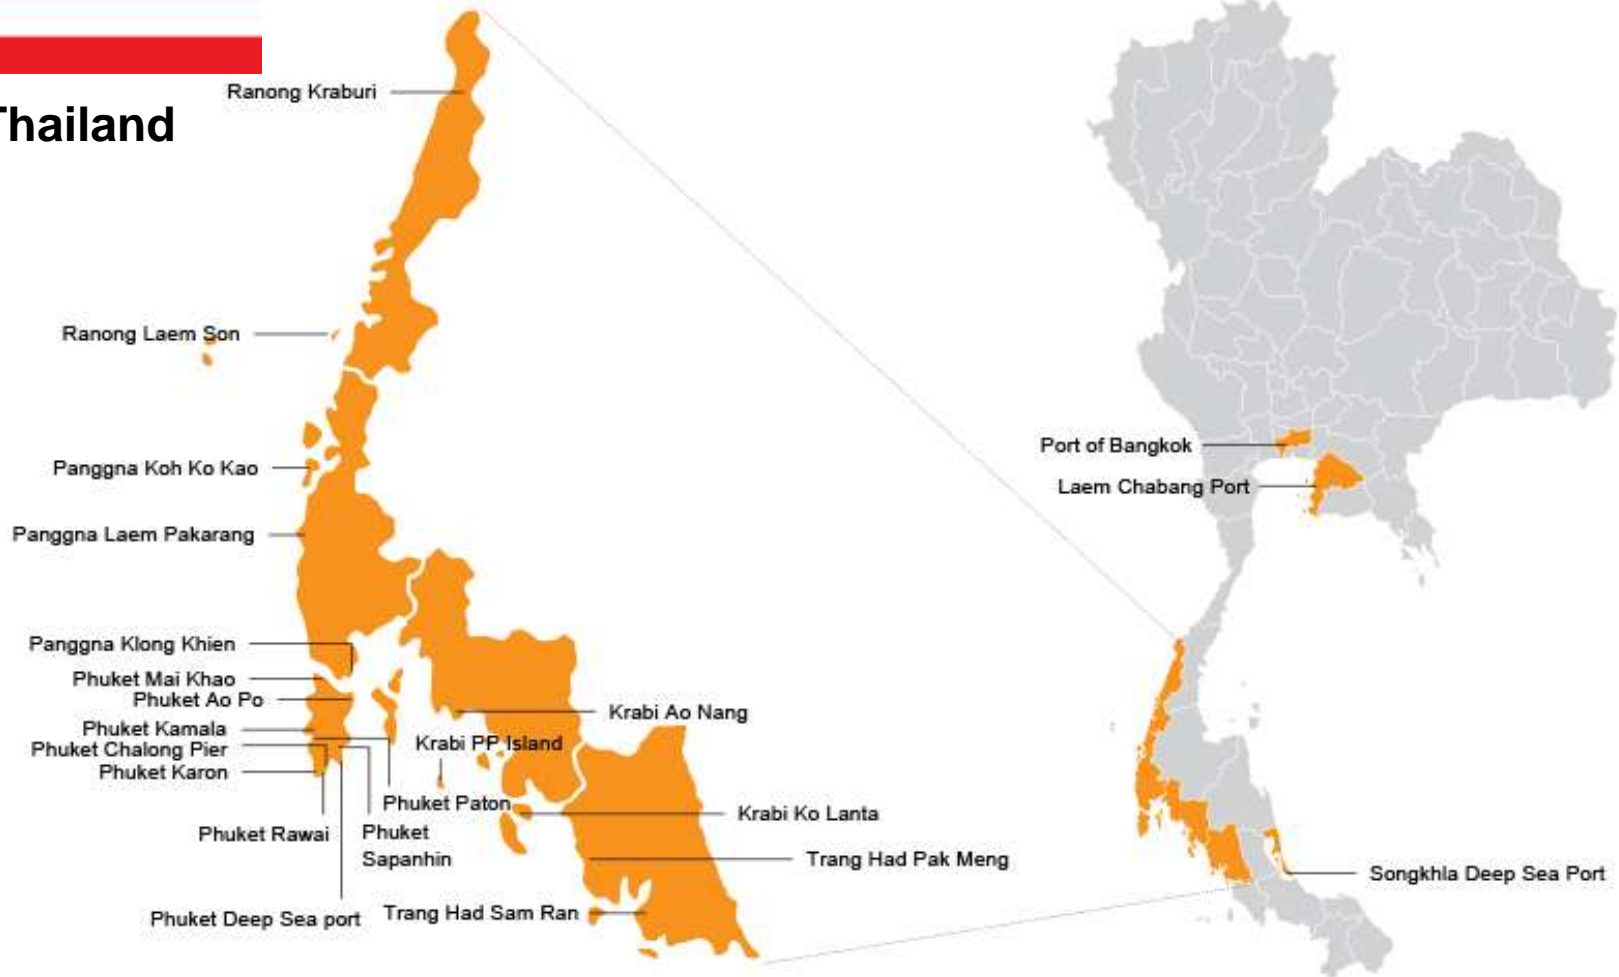 Thailand
Ranong Kraburi
Ranong Laem Son
Panggna Koh Ko Kao
Panggna Laem Pakarang
Panggna Klong Khien
Phuket Mai Khao
Phuket Ao Po
Phuket Kamala
Phuket Chalong Pier
Phuket Karon
Phuket Rawai
Phuket Deep Sea port
Phuket Paton
Phuket
Sapanhin
Krabi PP Island
Krabi Ao Nang
Krabi Ko Lanta
Trang Had Pak Meng
Trang Had Sam Ran
Port of Bangkok
Laem Chabang Port
Songkhla Deep Sea Port